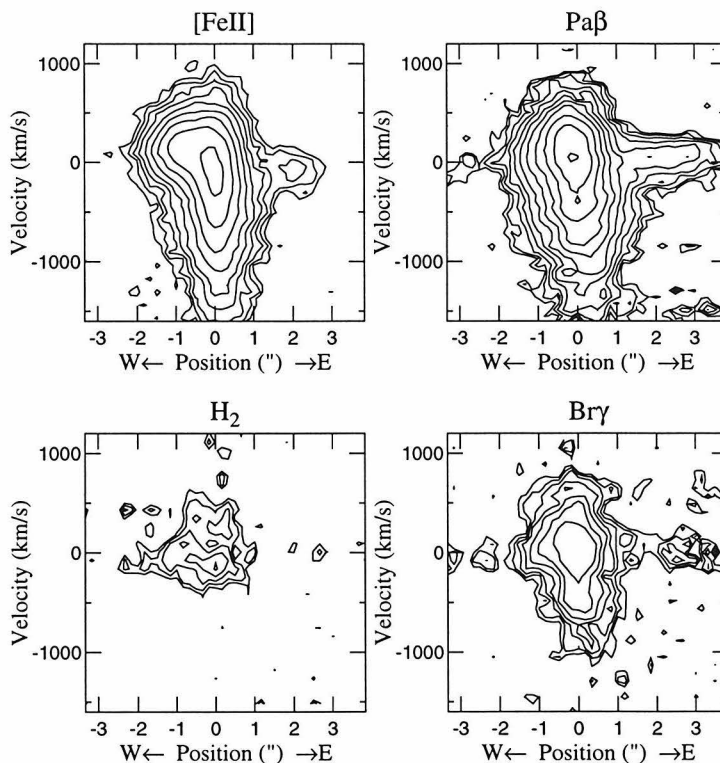 [FeII]
Paβ
1000
0
-1000
Velocity (km/s)
-3 -2 -1 0 1 2 3
W← Position (") →E
1000
0
-1000
Velocity (km/s)
-3 -2 -1 0 1 2 3
W← Position (") →E
H₂
Brγ
1000
0
-1000
Velocity (km/s)
-3 -2 -1 0 1 2 3
W← Position (") →E
1000
0
-1000
Velocity (km/s)
-3 -2 -1 0 1 2 3
W← Position (") →E